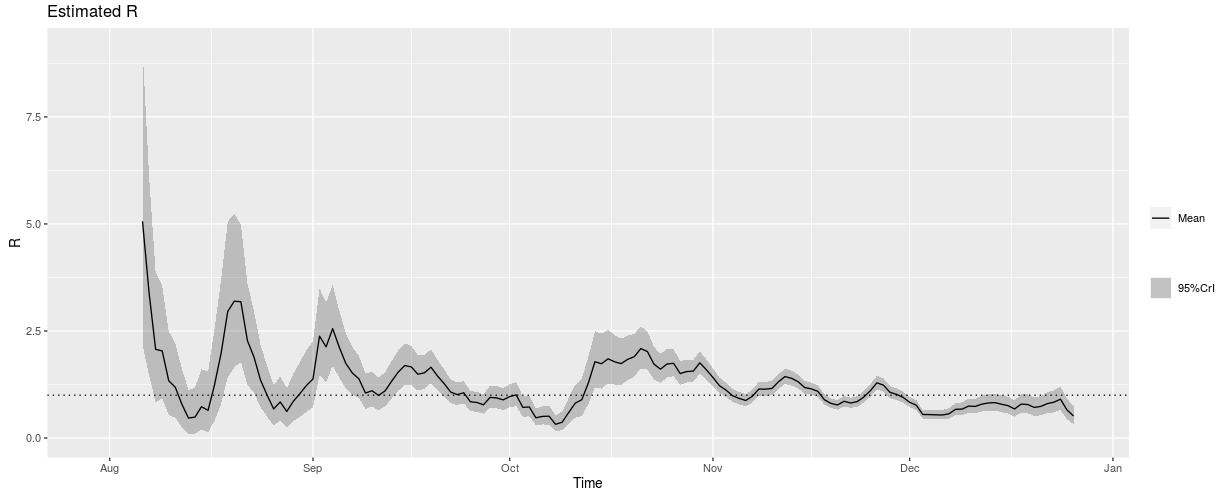 Estimated R
7.5
5.0
2.5
0.0
R
Aug
Sep
Oct
Nov
Dec
Jan
Time
Mean
95%CrI